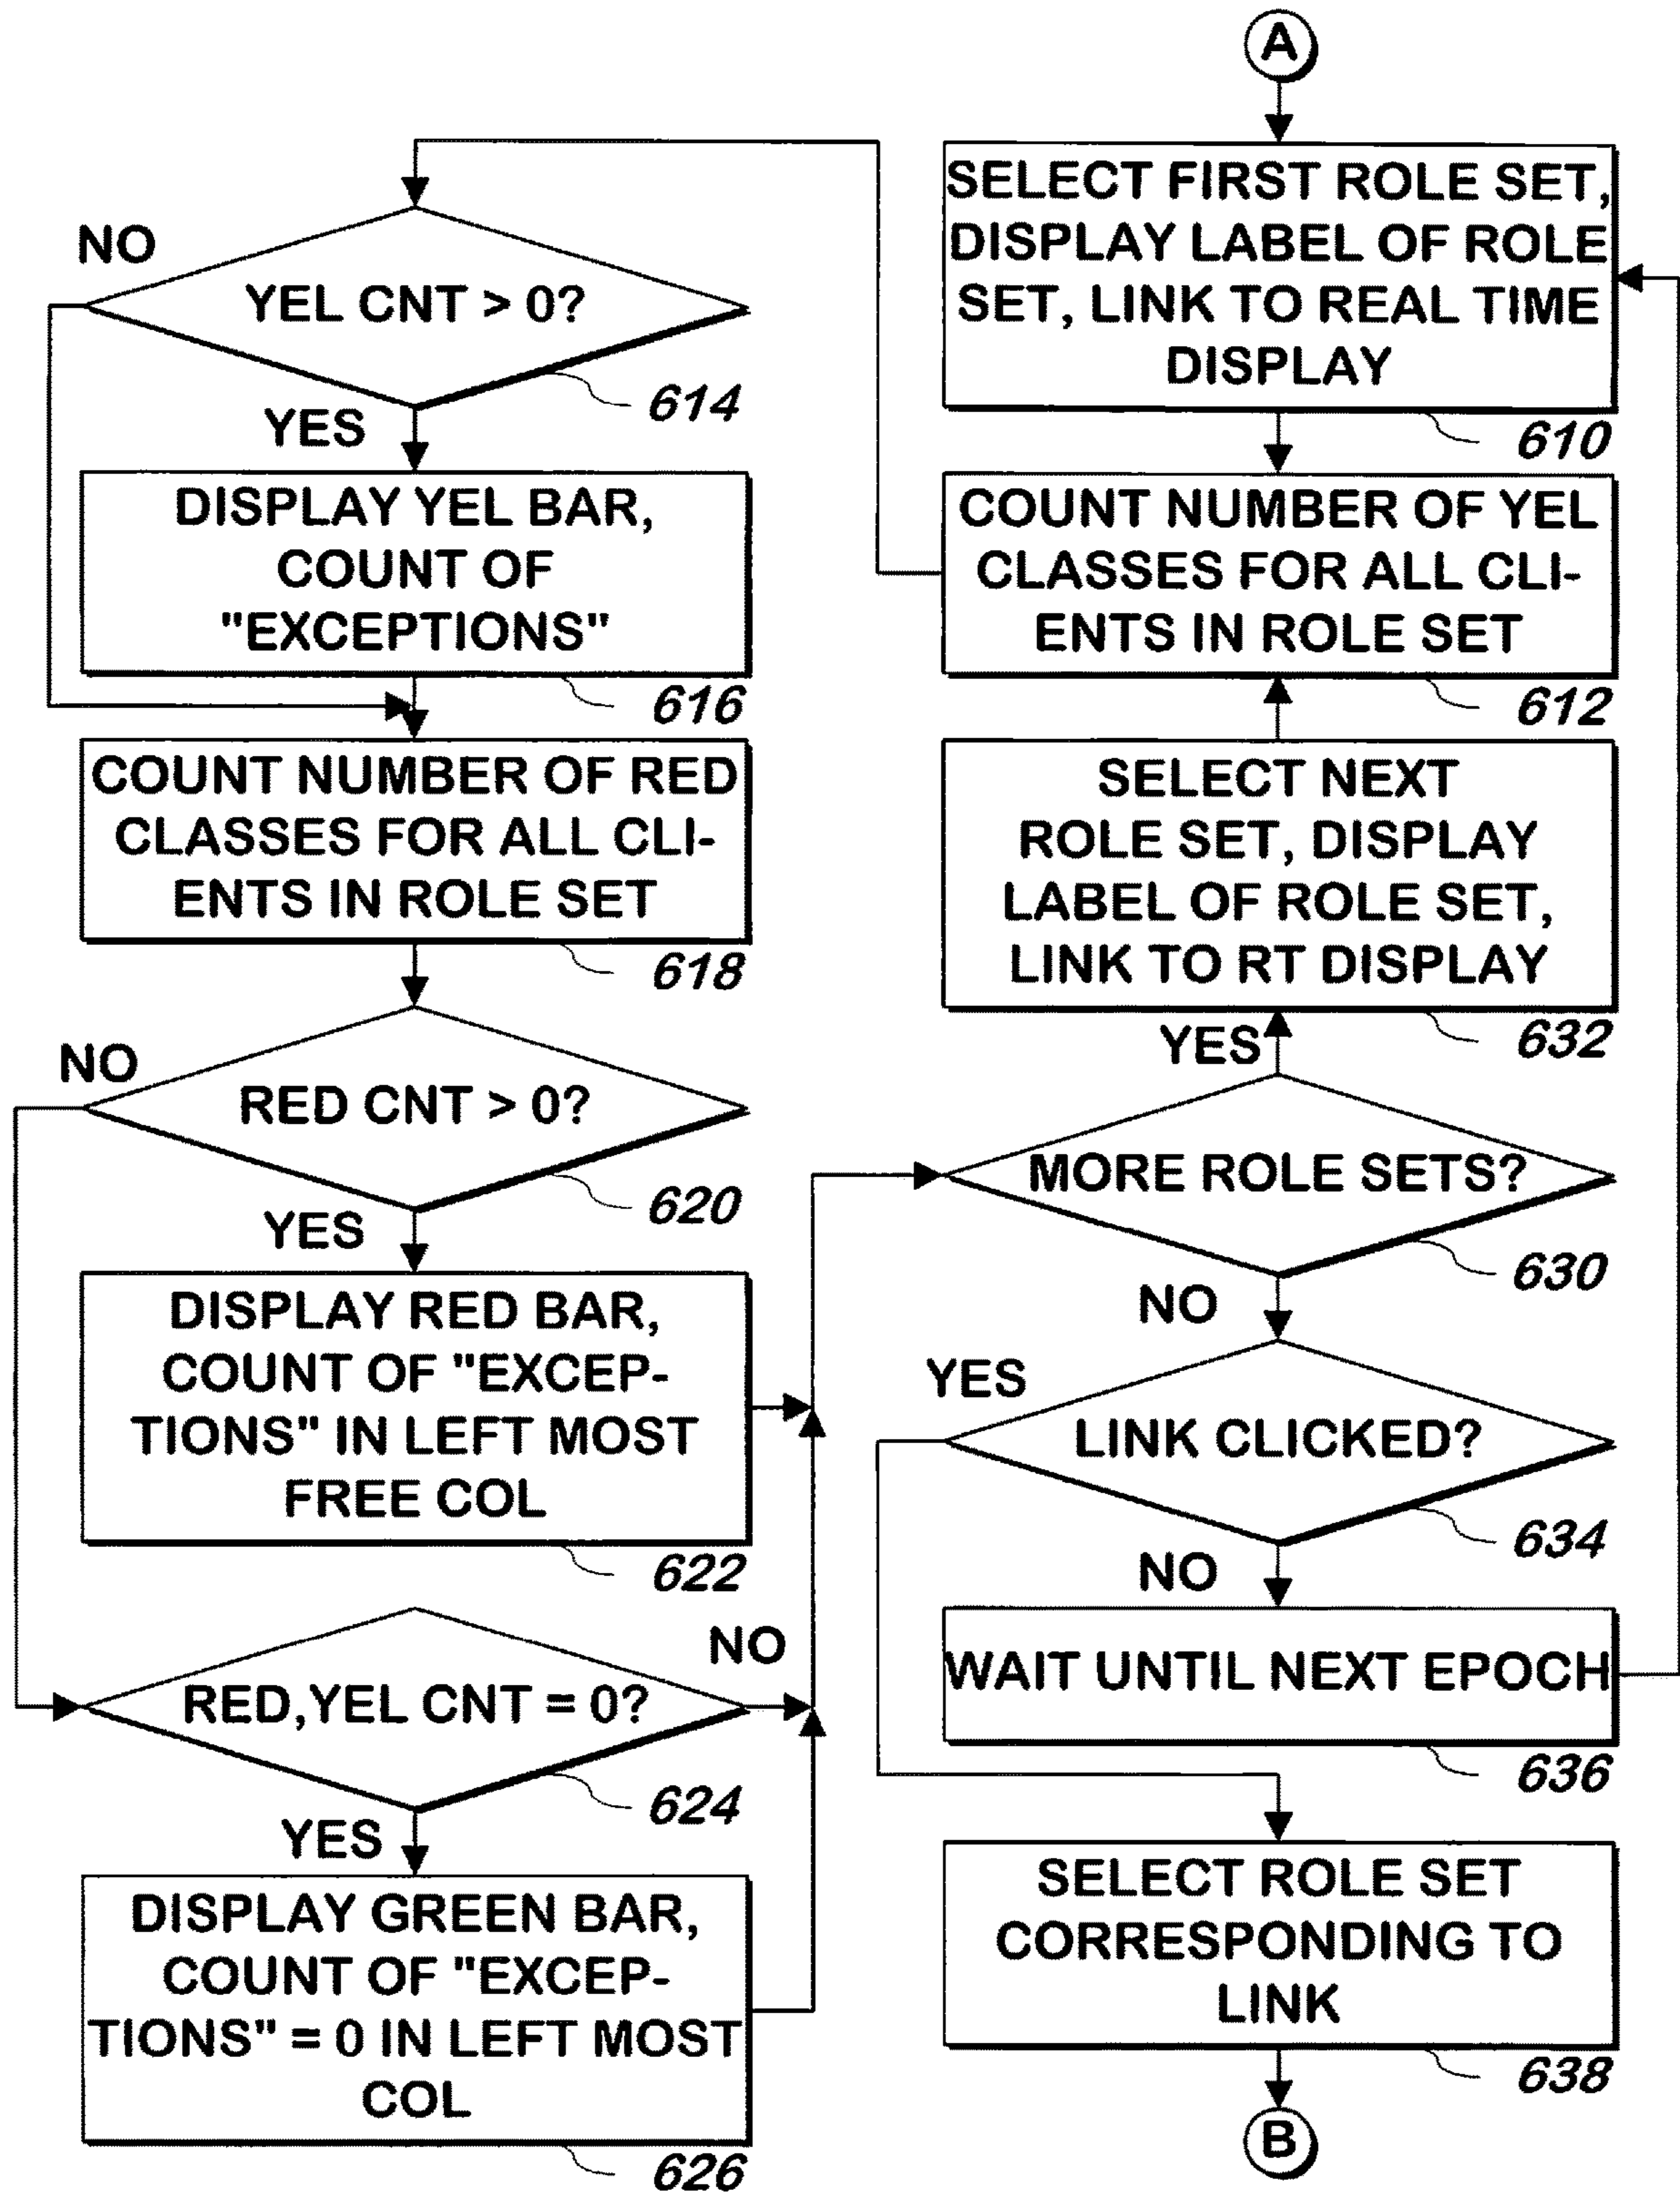 A
SELECT FIRST ROLE SET,
DISPLAY LABEL OF ROLE
SET, LINK TO REAL TIME
DISPLAY
610
COUNT NUMBER OF YEL
CLASSES FOR ALL CLI-
ENTS IN ROLE SET
612
NO
YEL CNT > 0?
614
YES
DISPLAY YEL BAR,
COUNT OF
"EXCEPTIONS"
616
COUNT NUMBER OF RED
CLASSES FOR ALL CLI-
ENTS IN ROLE SET
618
NO
RED CNT > 0?
620
YES
DISPLAY RED BAR,
COUNT OF "EXCEP-
TIONS" IN LEFT MOST
FREE COL
622
NO
RED,YEL CNT = 0?
624
YES
DISPLAY GREEN BAR,
COUNT OF "EXCEP-
TIONS" = 0 IN LEFT MOST
COL
626
SELECT NEXT
ROLE SET, DISPLAY
LABEL OF ROLE SET,
LINK TO RT DISPLAY
632
YES
MORE ROLE SETS?
630
NO
YES
LINK CLICKED?
634
NO
WAIT UNTIL NEXT EPOCH
636
SELECT ROLE SET
CORRESPONDING TO
LINK
638
B